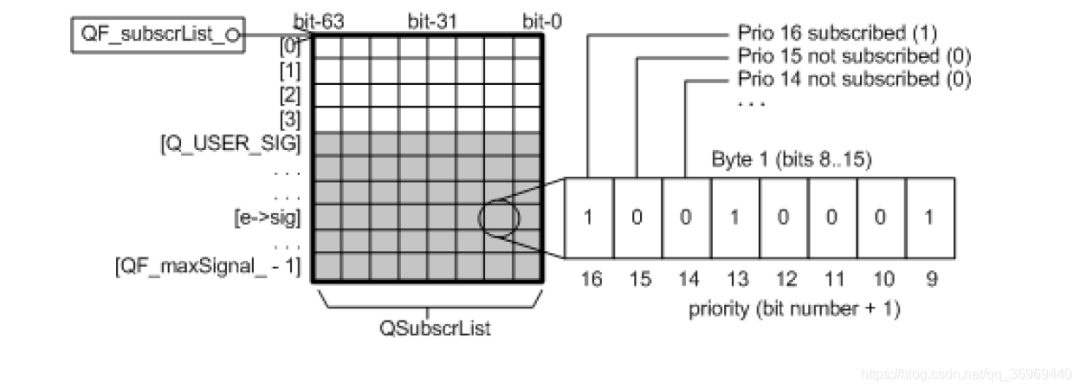 QF_subscrList_
bit-63 bit-31 bit-0
[0]
[1]
[2]
[3]
[Q_USER_SIG]
. . .
. . .
[e->sig]
. . .
[QF_maxSignal_ - 1]
QSubscrList
Prio 16 subscribed (1)
Prio 15 not subscribed (0)
Prio 14 not subscribed (0)
. . .
Byte 1 (bits 8..15)
1 0 0 1 0 0 0 1
16 15 14 13 12 11 10 9
priority (bit number + 1)
https://blog.csdn.net/qq_36969440